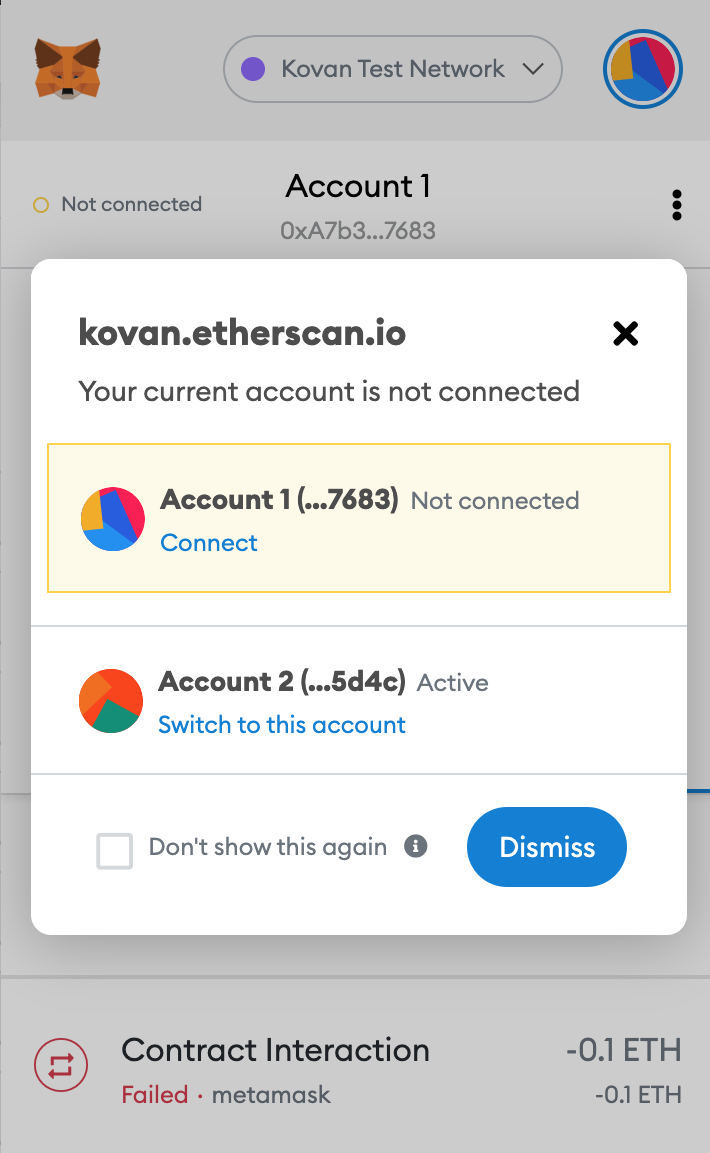 Kovan Test Network
Not connected
Account 1
0xA7b3...7683
kovan.etherscan.io
Your current account is not connected
Account 1 (...7683) Not connected
Connect
Account 2 (...5d4c) Active
Switch to this account
Don't show this again
Dismiss
Contract Interaction -0.1 ETH
Failed · metamask -0.1 ETH